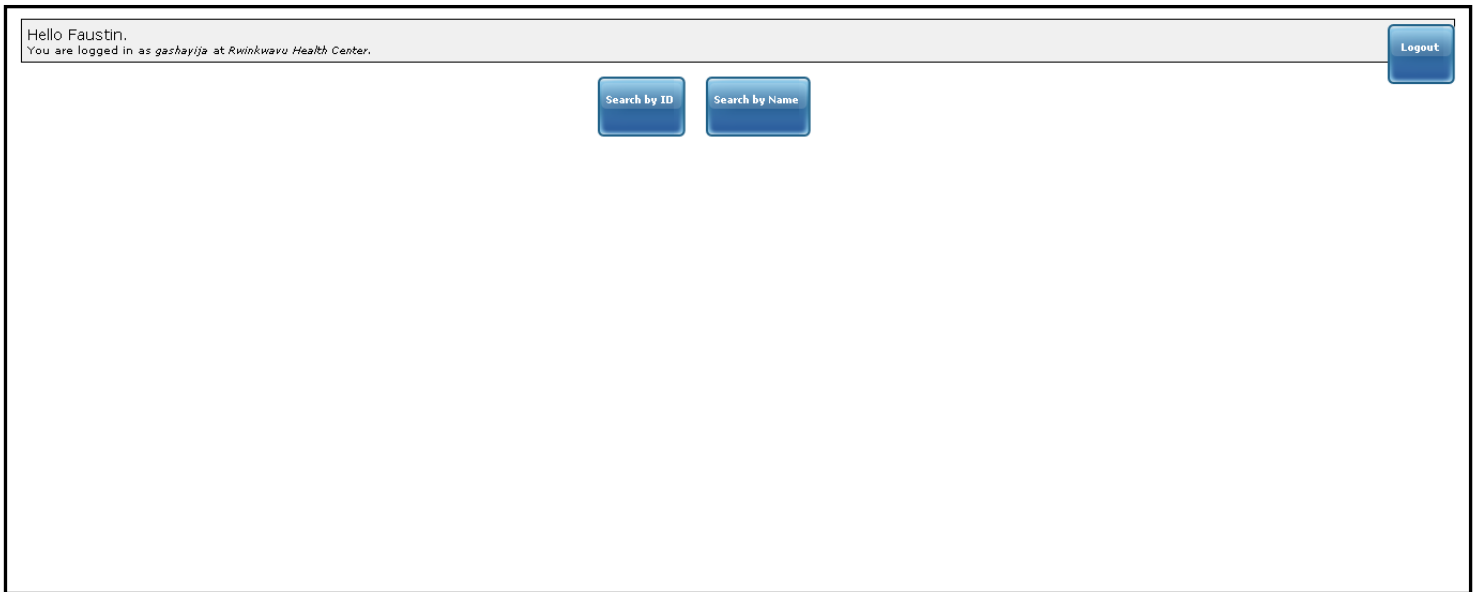 Hello Faustin.
You are logged in as gashayija at Rwinkwavu Health Center.
Logout
Search by ID
Search by Name